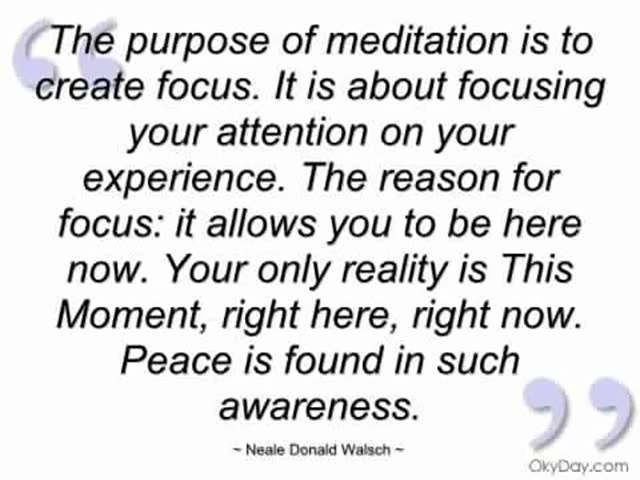 The purpose of meditation is to
create focus. It is about focusing
your attention on your
experience. The reason for
focus: it allows you to be here
now. Your only reality is This
Moment, right here, right now.
Peace is found in such
awareness.
~ Neale Donald Walsch ~
OkyDay.com